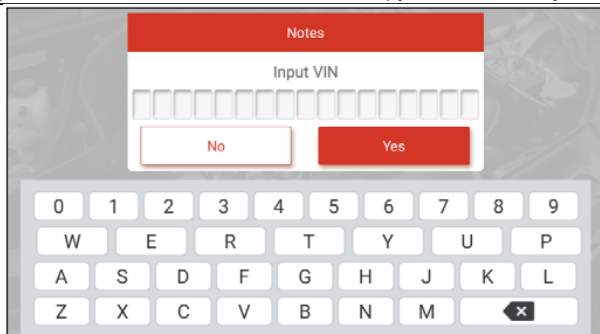 Notes
Input VIN
No Yes
0 1 2 3 4 5 6 7 8 9
W E R T Y U P
A S D F G H J K L
Z X C V B N M